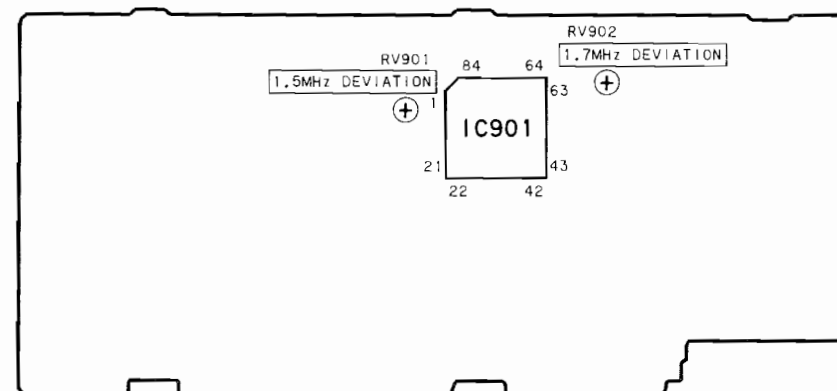 RV902
1.7MHz DEVIATION
RV901
1.5MHz DEVIATION
84 64
1 63
IC901
21 43
22 42